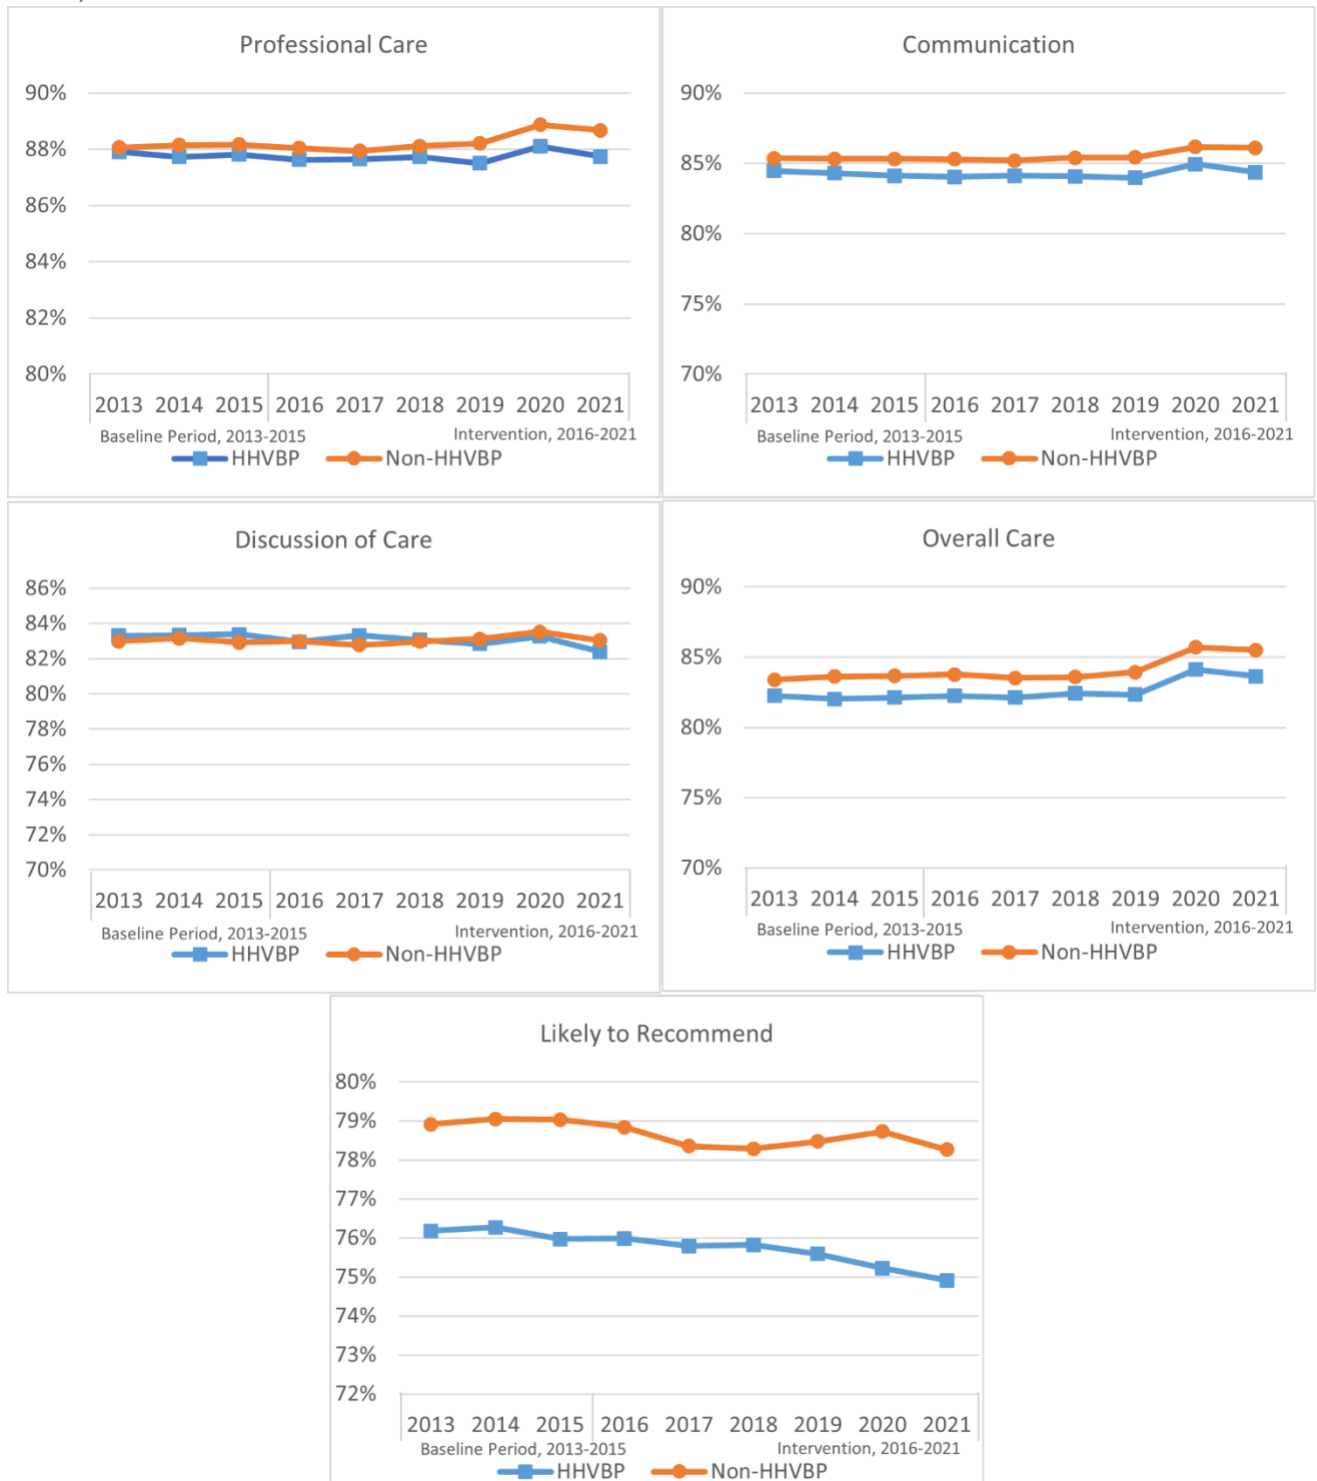 Professional Care
90%
88%
86%
84%
82%
80%
2013 2014 2015 2016 2017 2018 2019 2020 2021
Baseline Period, 2013-2015 Intervention, 2016-2021
HHVBP Non-HHVBP
Communication
90%
85%
80%
75%
70%
2013 2014 2015 2016 2017 2018 2019 2020 2021
Baseline Period, 2013-2015 Intervention, 2016-2021
HHVBP Non-HHVBP
Discussion of Care
86%
84%
82%
80%
78%
76%
74%
72%
70%
2013 2014 2015 2016 2017 2018 2019 2020 2021
Baseline Period, 2013-2015 Intervention, 2016-2021
HHVBP Non-HHVBP
Overall Care
90%
85%
80%
75%
70%
2013 2014 2015 2016 2017 2018 2019 2020 2021
Baseline Period, 2013-2015 Intervention, 2016-2021
HHVBP Non-HHVBP
Likely to Recommend
80%
79%
78%
77%
76%
75%
74%
73%
72%
2013 2014 2015 2016 2017 2018 2019 2020 2021
Baseline Period, 2013-2015 Intervention, 2016-2021
HHVBP Non-HHVBP